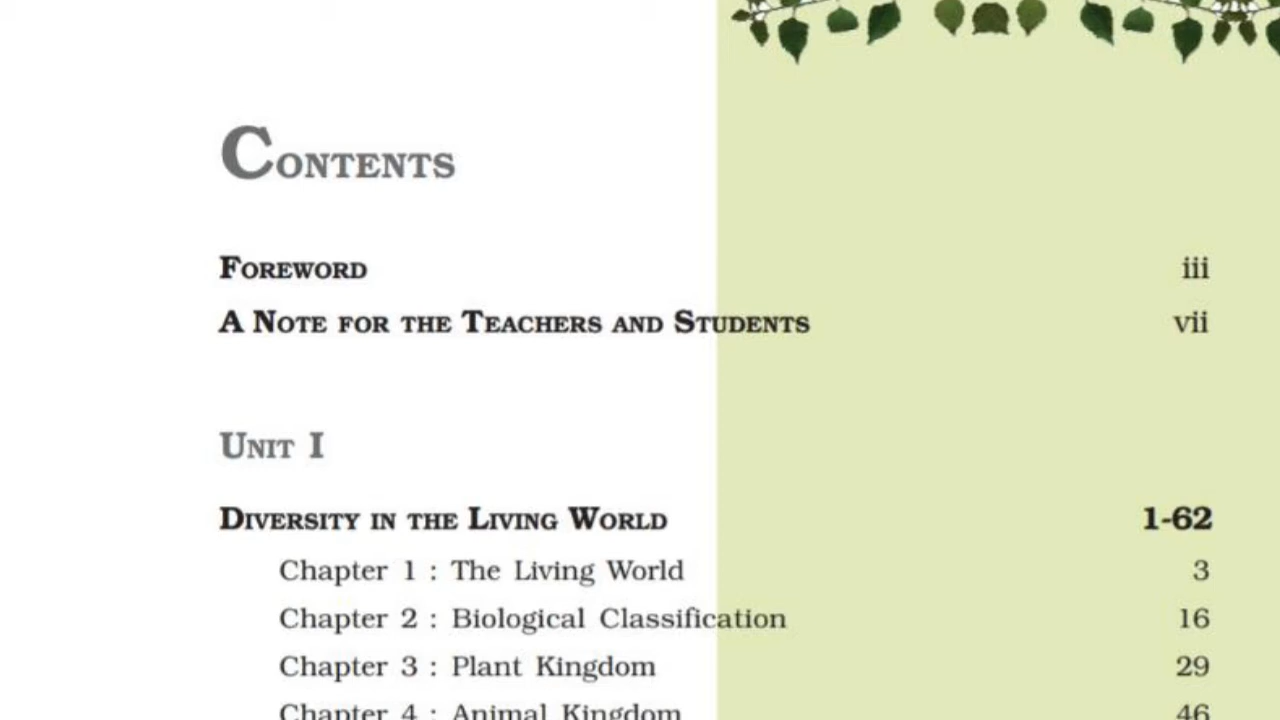 CONTENTS
FOREWORD iii
A NOTE FOR THE TEACHERS AND STUDENTS vii
UNIT I
DIVERSITY IN THE LIVING WORLD 1-62
Chapter 1 : The Living World 3
Chapter 2 : Biological Classification 16
Chapter 3 : Plant Kingdom 29
Chapter 4 : Animal Kingdom 46